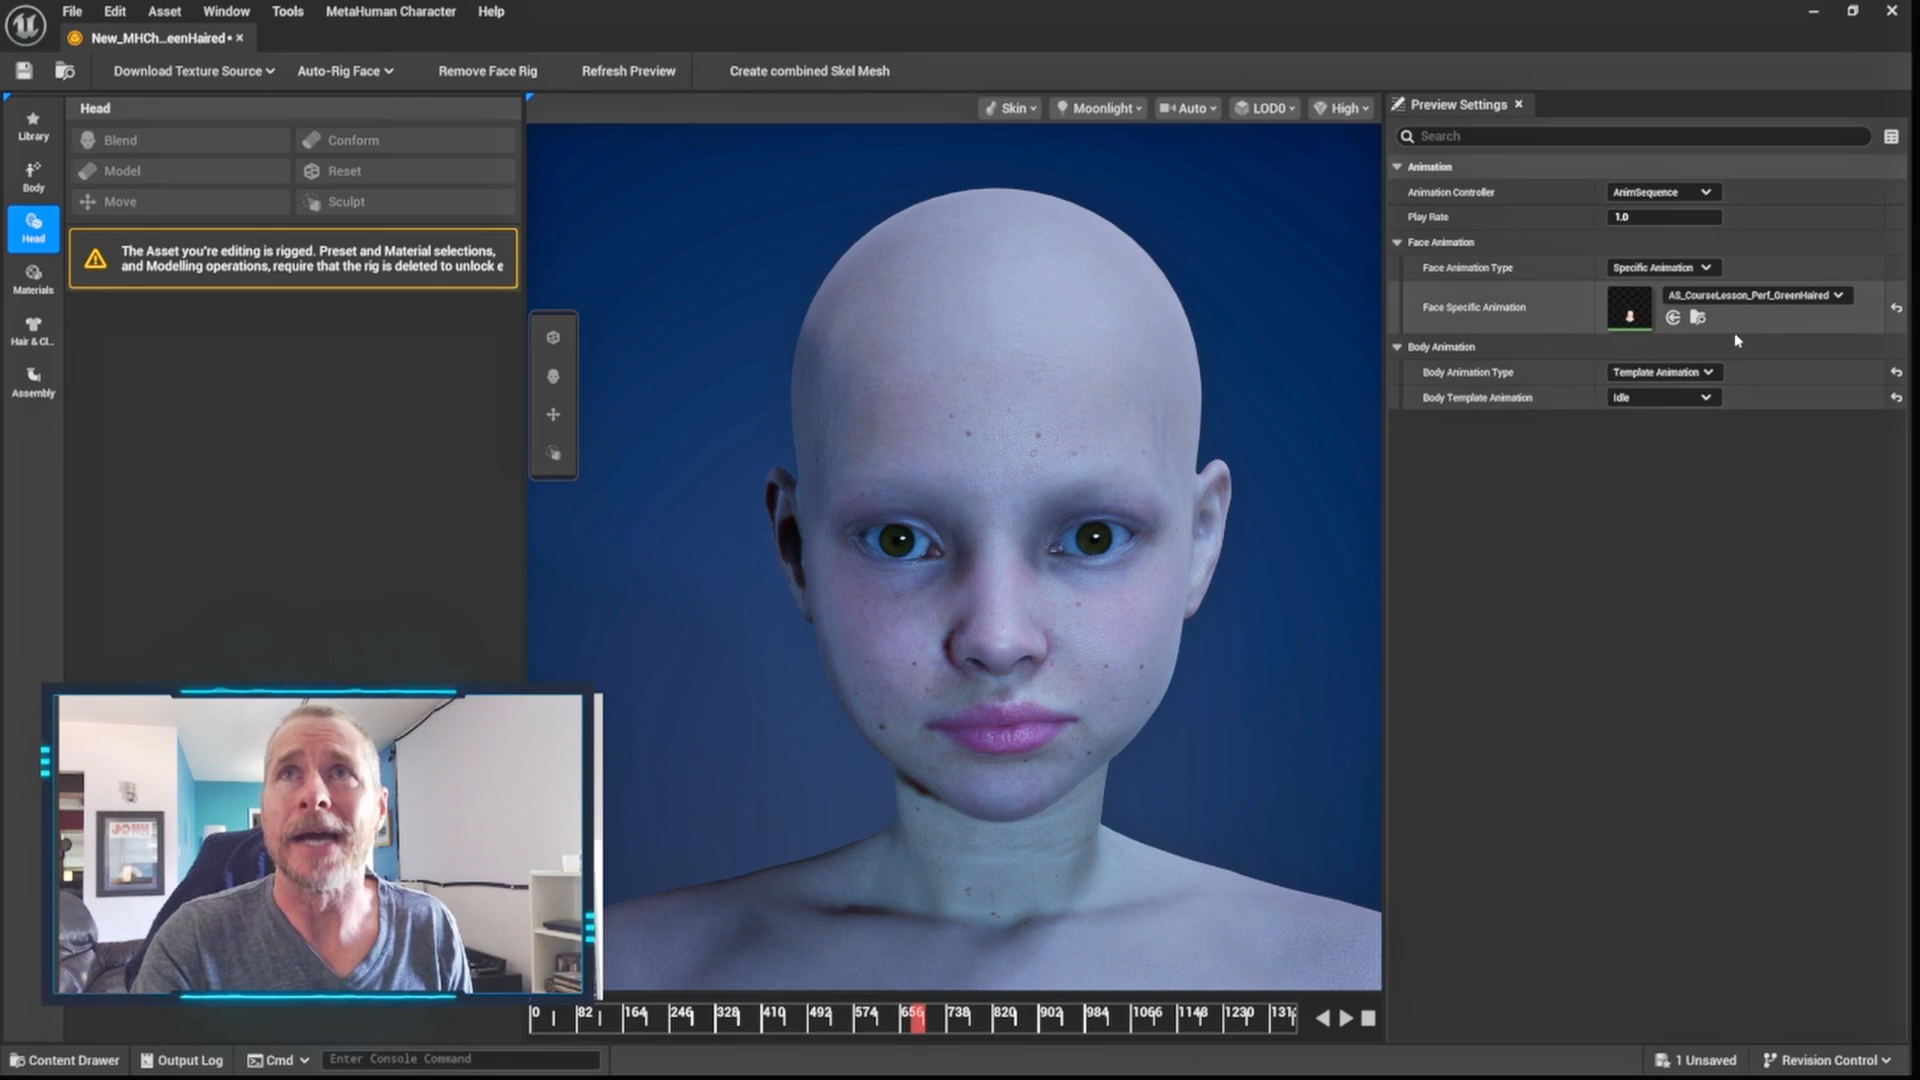 File Edit Asset Window Tools MetaHuman Character Help
New_MHCh...eenHaired•
Download Texture Source Auto-Rig Face Remove Face Rig Refresh Preview Create combined Skel Mesh
Library
Body
Head
Materials
Hair & Cl...
Assembly
Head
Blend Conform
Model Reset
Move Sculpt
The Asset you're editing is rigged. Preset and Material selections,
and Modelling operations, require that the rig is deleted to unlock e
Skin Moonlight Auto LOD0 High
Preview Settings
Search
Animation
Animation Controller AnimSequence
Play Rate 1.0
Face Animation
Face Animation Type Specific Animation
Face Specific Animation AS_CourseLesson_Perf_GreenHaired
Body Animation
Body Animation Type Template Animation
Body Template Animation Idle
JOHN
0 82 164 246 328 410 492 574 656 738 820 902 984 1066 1148 1230 131
Content Drawer Output Log Cmd Enter Console Command 1 Unsaved Revision Control